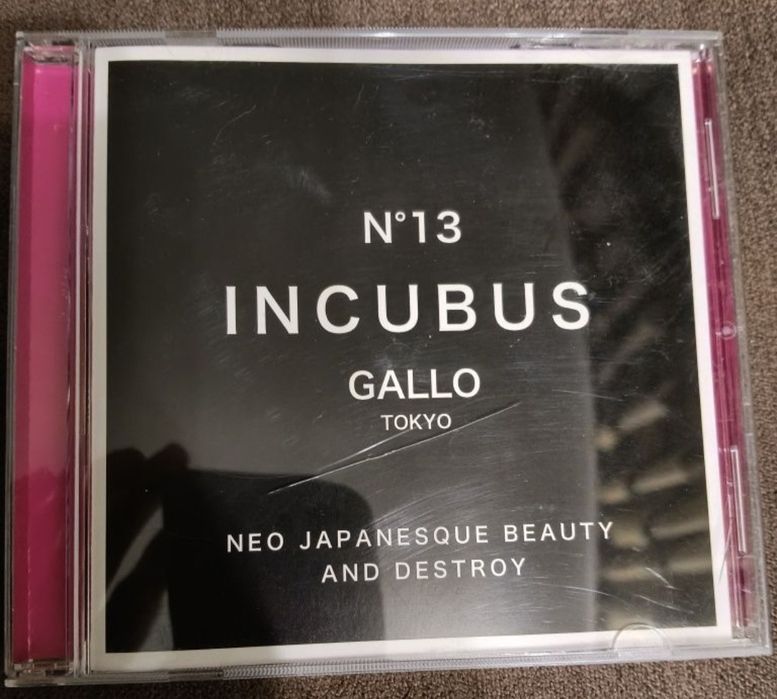 N°13
INCUBUS
GALLO
TOKYO
NEO JAPANESQUE BEAUTY
AND DESTROY